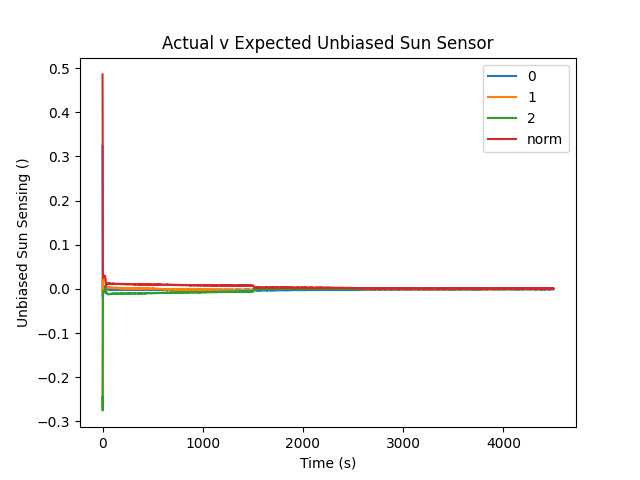 Actual v Expected Unbiased Sun Sensor
0.5
0.4
0.3
0.2
0.1
0.0
−0.1
−0.2
−0.3
Unbiased Sun Sensing ()
0
1
2
norm
0 1000 2000 3000 4000
Time (s)